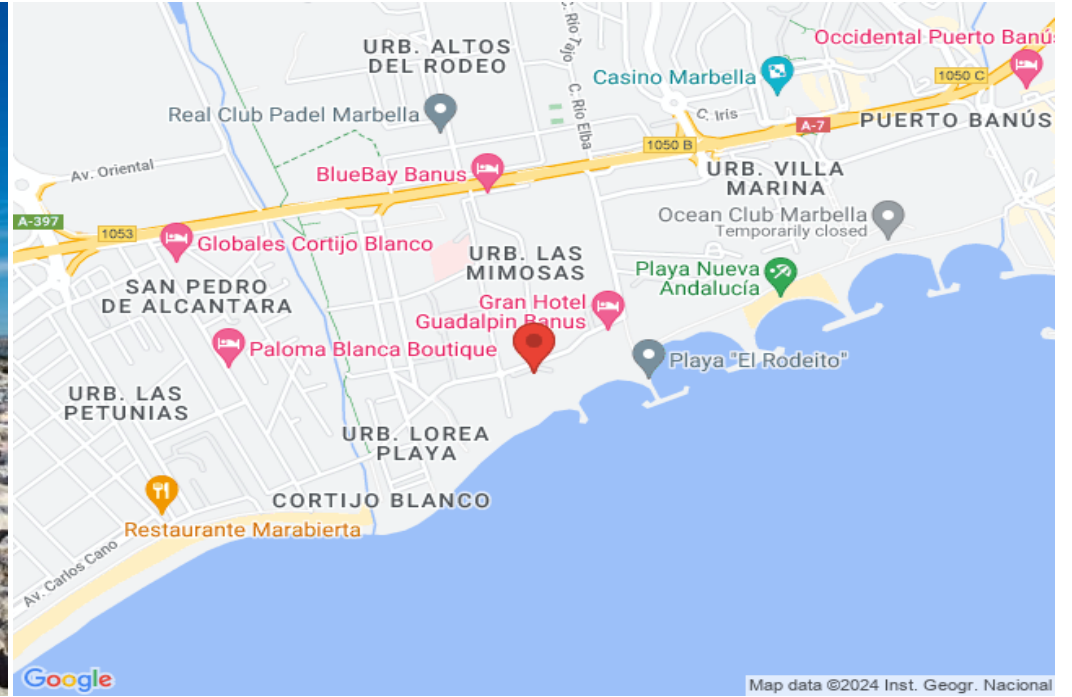 C. Río Tajo
URB. ALTOS
DEL RODEO
Occidental Puerto Banús
Casino Marbella
1050 C
Real Club Padel Marbella
C. Río Elba
C. Iris
A-7
PUERTO BANÚS
1050 B
Av. Oriental
BlueBay Banus
URB. VILLA
MARINA
A-397
1053
Ocean Club Marbella
Temporarily closed
Globales Cortijo Blanco
URB. LAS
MIMOSAS
Playa Nueva
Andalucía
SAN PEDRO
DE ALCANTARA
Gran Hotel
Guadalpin Banus
Paloma Blanca Boutique
Playa "El Rodeito"
URB. LAS
PETUNIAS
URB. LOREA
PLAYA
CORTIJO BLANCO
Restaurante Marabierta
Av. Carlos Cano
Google
Map data ©2024 Inst. Geogr. Nacional